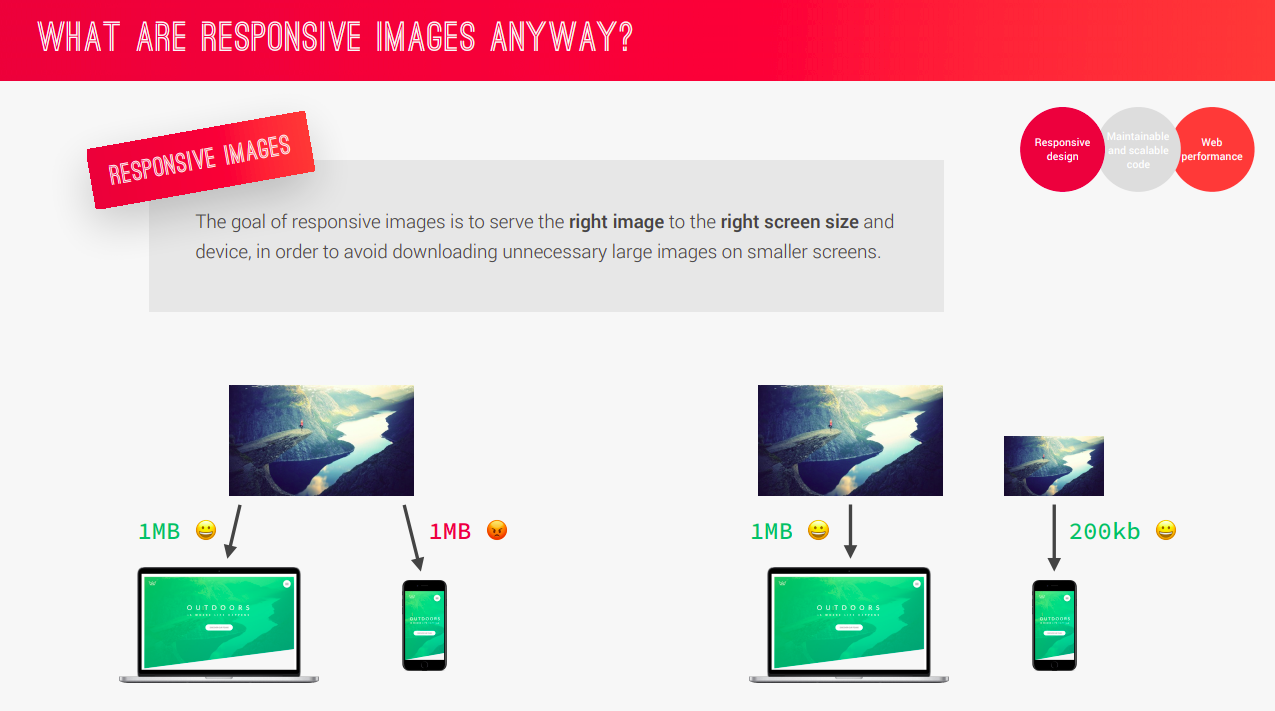 WHAT ARE RESPONSIVE IMAGES ANYWAY?
RESPONSIVE IMAGES
Responsive
design
Maintainable
and scalable
code
Web
performance
The goal of responsive images is to serve the right image to the right screen size and
device, in order to avoid downloading unnecessary large images on smaller screens.
1MB
1MB
1MB
200kb
OUTDOORS
OUTDOORS
OUTDOORS
OUTDOORS